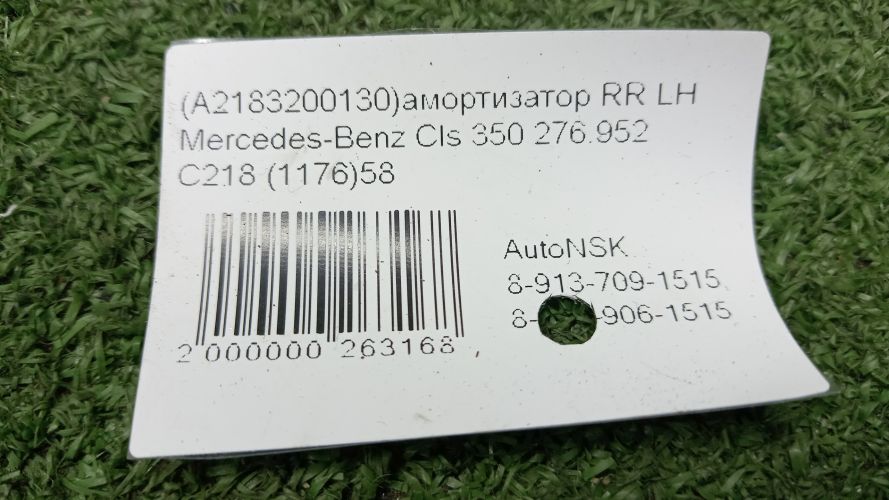 (A2183200130)амортизатор RR LH
Mercedes-Benz Cls 350 276.952
C218 (1176)58
2 000000 263168
AutoNSK
8-913-709-1515
8- -906-1515